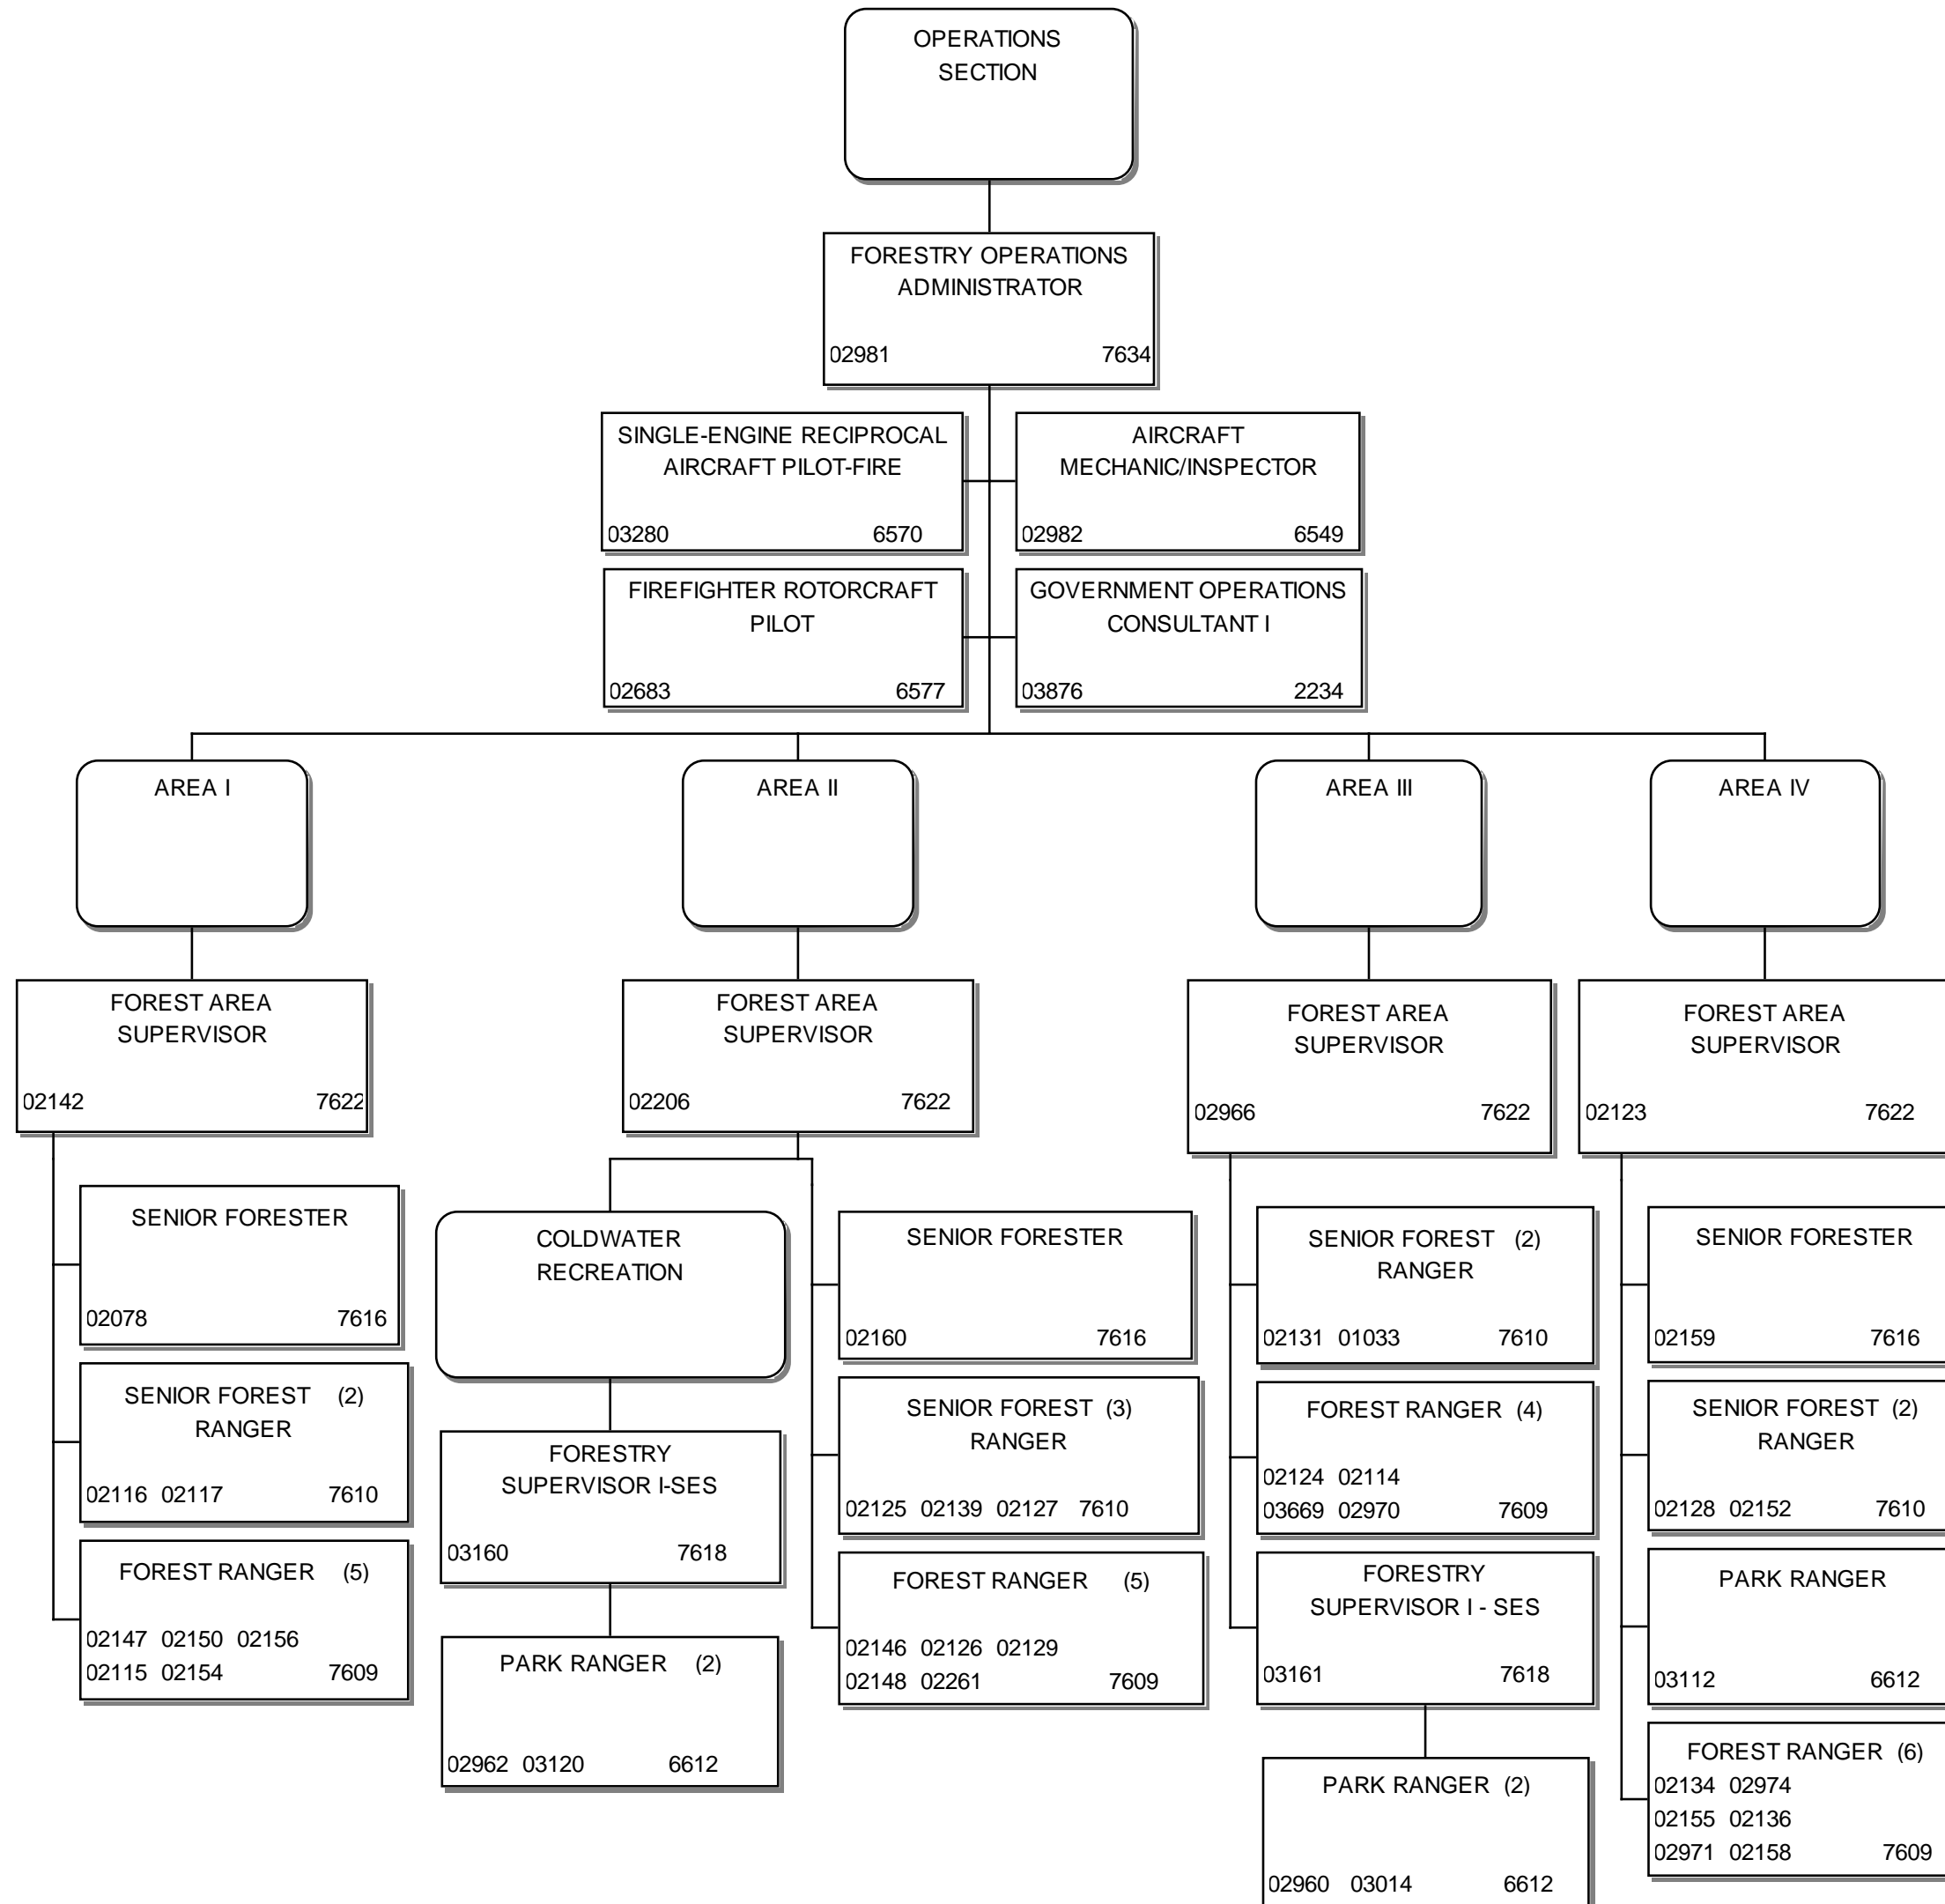 OPERATIONS
SECTION
FORESTRY OPERATIONS
ADMINISTRATOR
02981 7634
SINGLE-ENGINE RECIPROCAL
AIRCRAFT PILOT-FIRE
03280 6570
AIRCRAFT
MECHANIC/INSPECTOR
02982 6549
FIREFIGHTER ROTORCRAFT
PILOT
02683 6577
GOVERNMENT OPERATIONS
CONSULTANT I
03876 2234
AREA I
FOREST AREA
SUPERVISOR
02142 7622
SENIOR FORESTER
02078 7616
SENIOR FOREST (2)
RANGER
02116 02117 7610
FOREST RANGER (5)
02147 02150 02156
02115 02154 7609
AREA II
FOREST AREA
SUPERVISOR
02206 7622
COLDWATER
RECREATION
FORESTRY
SUPERVISOR I-SES
03160 7618
PARK RANGER (2)
02962 03120 6612
SENIOR FORESTER
02160 7616
SENIOR FOREST (3)
RANGER
02125 02139 02127 7610
FOREST RANGER (5)
02146 02126 02129
02148 02261 7609
AREA III
FOREST AREA
SUPERVISOR
02966 7622
SENIOR FOREST (2)
RANGER
02131 01033 7610
FOREST RANGER (4)
02124 02114
03669 02970 7609
FORESTRY
SUPERVISOR I - SES
03161 7618
PARK RANGER (2)
02960 03014 6612
AREA IV
FOREST AREA
SUPERVISOR
02123 7622
SENIOR FORESTER
02159 7616
SENIOR FOREST (2)
RANGER
02128 02152 7610
PARK RANGER
03112 6612
FOREST RANGER (6)
02134 02974
02155 02136
02971 02158 7609